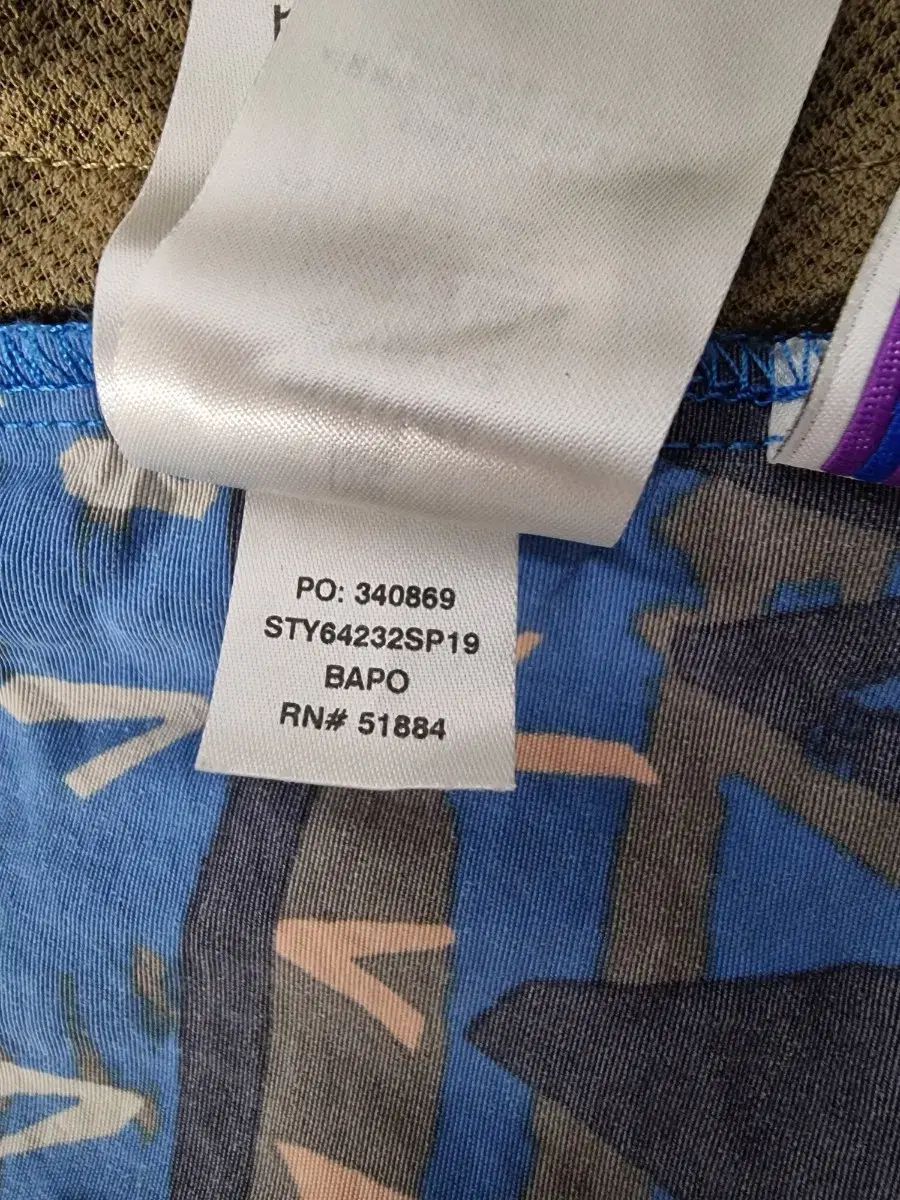 PO: 340869
STY64232SP19
BAPO
RN# 51884